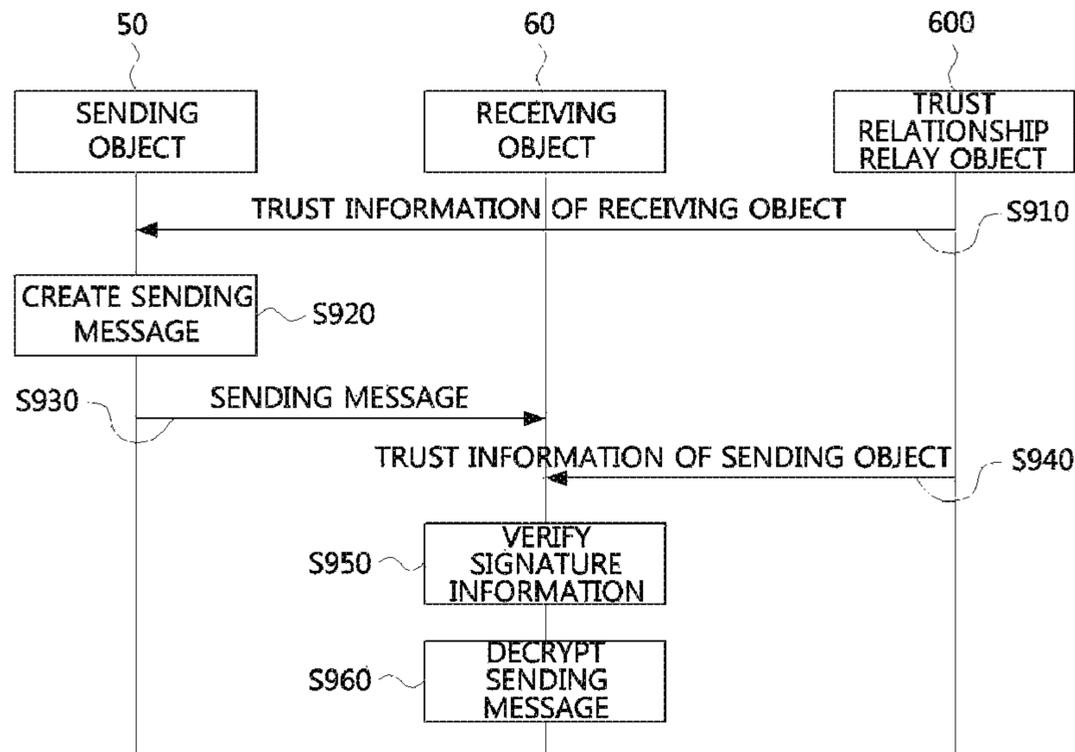 50
60
600
SENDING
OBJECT
RECEIVING
OBJECT
TRUST
RELATIONSHIP
RELAY OBJECT
TRUST INFORMATION OF RECEIVING OBJECT
S910
CREATE SENDING
MESSAGE
S920
S930
SENDING MESSAGE
TRUST INFORMATION OF SENDING OBJECT
S940
S950
VERIFY
SIGNATURE
INFORMATION
S960
DECRYPT
SENDING
MESSAGE